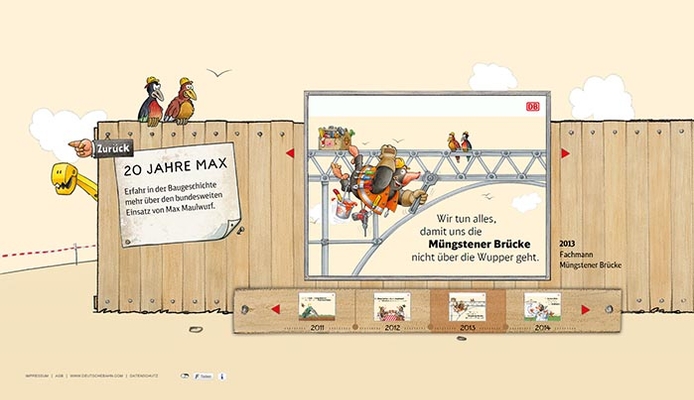 DB
Zurück
20 JAHRE MAX
Erfahr in der Baugeschichte
mehr über den bundesweiten
Einsatz von Max Maulwurf.
Wir tun alles,
damit uns die
Müngstener Brücke
nicht über die Wupper geht.
2013
Fachmann
Müngstener Brücke
2011 2012 2013 2014
IMPRESSUM | AGB | WWW.DEUTSCHEBAHN.COM | DATENSCHUTZ